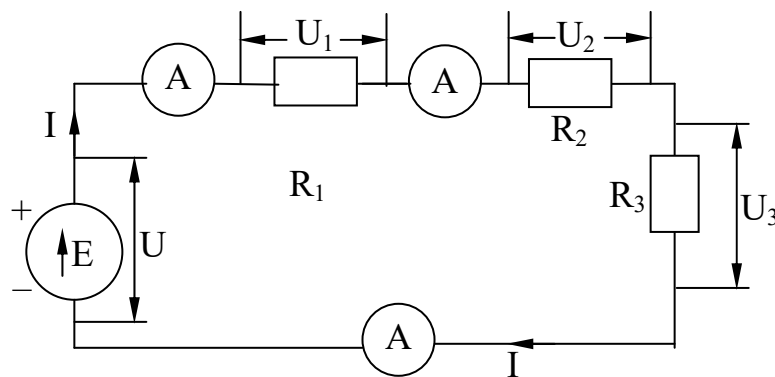 U₁
U₂
A
A
I
R₂
R₁
R₃
U₃
+
E
U
−
A
I